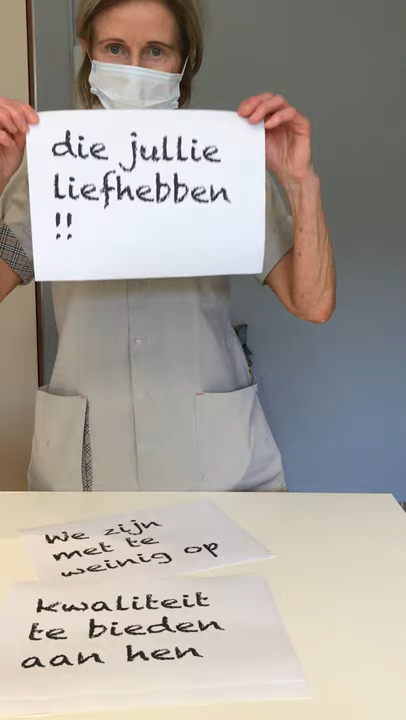 die jullie
liefhebben
!!
We zijn
met te
weinig op
kwaliteit
te bieden
aan hen